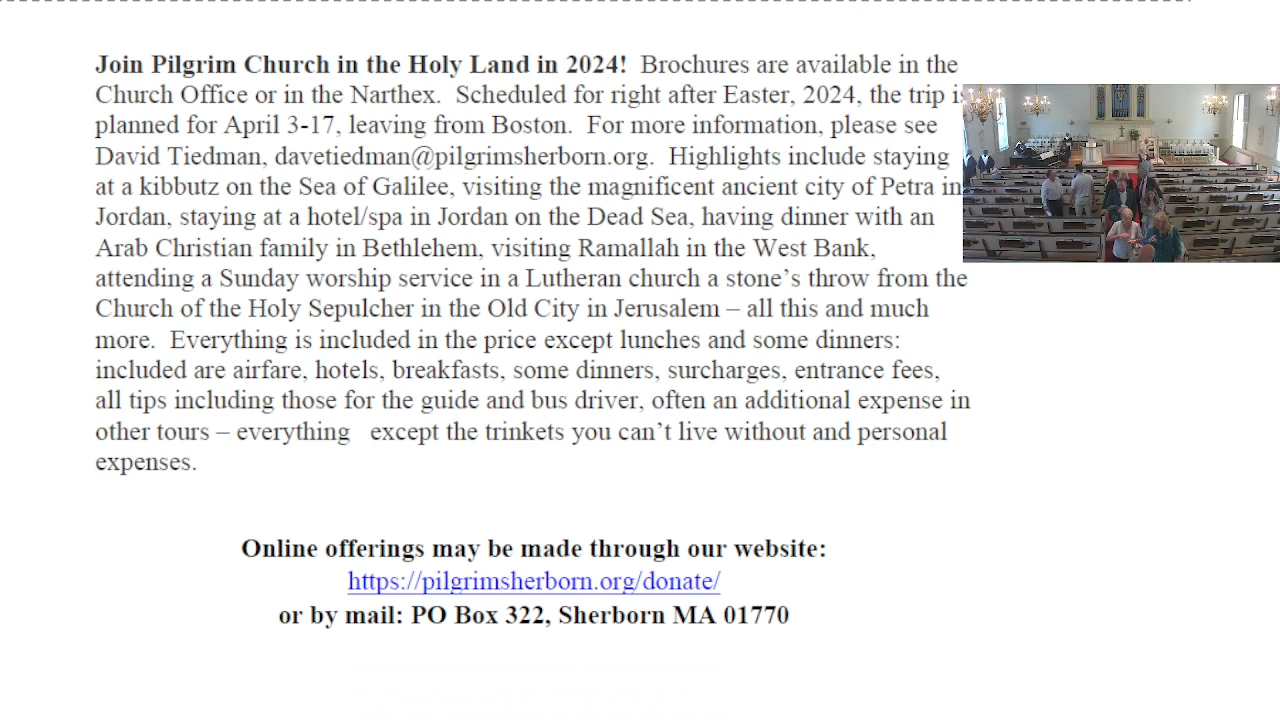 Join Pilgrim Church in the Holy Land in 2024!  Brochures are available in the
Church Office or in the Narthex.  Scheduled for right after Easter, 2024, the trip is
planned for April 3-17, leaving from Boston.  For more information, please see
David Tiedman, davetiedman@pilgrimsherborn.org.  Highlights include staying
at a kibbutz on the Sea of Galilee, visiting the magnificent ancient city of Petra in
Jordan, staying at a hotel/spa in Jordan on the Dead Sea, having dinner with an
Arab Christian family in Bethlehem, visiting Ramallah in the West Bank,
attending a Sunday worship service in a Lutheran church a stone’s throw from the
Church of the Holy Sepulcher in the Old City in Jerusalem – all this and much
more.  Everything is included in the price except lunches and some dinners:
included are airfare, hotels, breakfasts, some dinners, surcharges, entrance fees,
all tips including those for the guide and bus driver, often an additional expense in
other tours – everything   except the trinkets you can’t live without and personal
expenses.
Online offerings may be made through our website:
https://pilgrimsherborn.org/donate/
or by mail: PO Box 322, Sherborn MA 01770